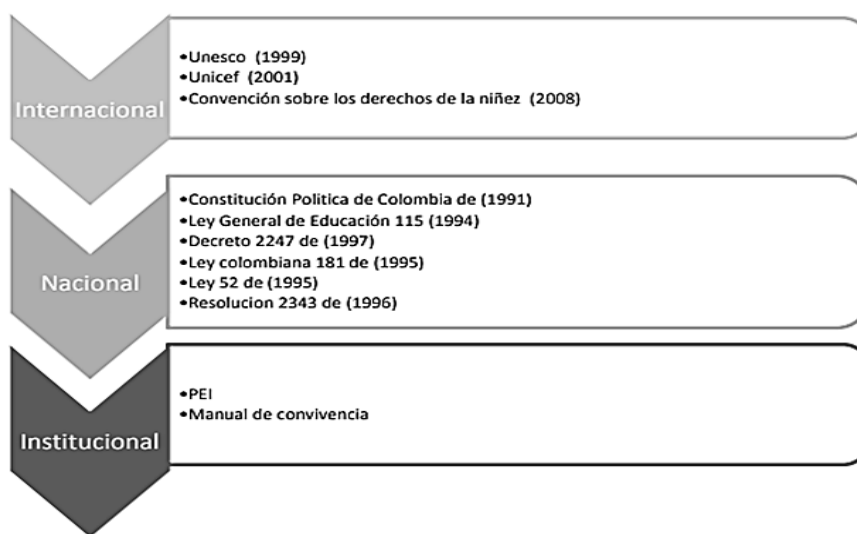 Internacional
•Unesco (1999)
•Unicef (2001)
•Convención sobre los derechos de la niñez (2008)
Nacional
•Constitución Politica de Colombia de (1991)
•Ley General de Educación 115 (1994)
•Decreto 2247 de (1997)
•Ley colombiana 181 de (1995)
•Ley 52 de (1995)
•Resolucion 2343 de (1996)
Institucional
•PEI
•Manual de convivencia